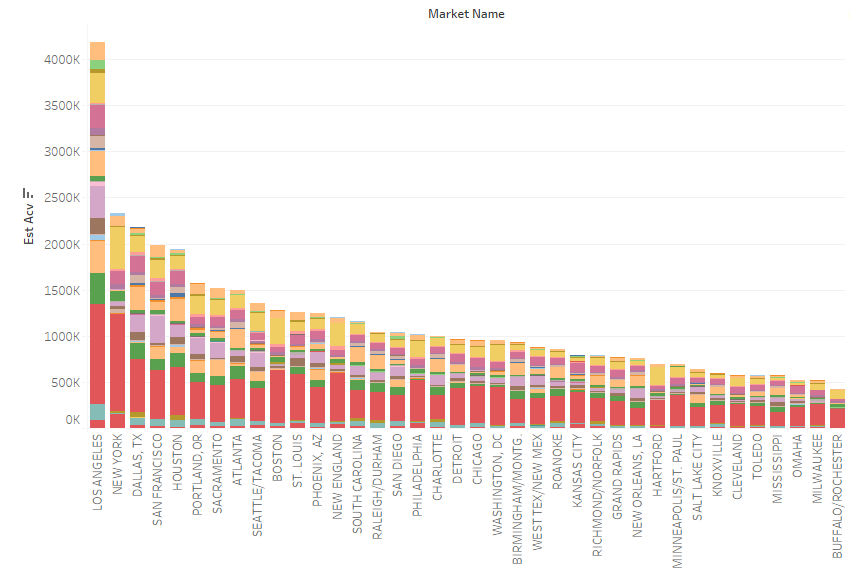 Market Name
Est Acv
4000K
3500K
3000K
2500K
2000K
1500K
1000K
500K
0K
LOS ANGELES
NEW YORK
DALLAS, TX
SAN FRANCISCO
HOUSTON
PORTLAND,OR
SACRAMENTO
ATLANTA
SEATTLE/TACOMA
BOSTON
ST. LOUIS
PHOENIX, AZ
NEW ENGLAND
SOUTH CAROLINA
RALEIGH/DURHAM
SAN DIEGO
PHILADELPHIA
CHARLOTTE
DETROIT
CHICAGO
WASHINGTON, DC
BIRMINGHAM/MONTG.
WEST TEX/NEW MEX
ROANOKE
KANSAS CITY
RICHMOND/NORFOLK
GRAND RAPIDS
NEW ORLEANS, LA
HARTFORD
MINNEAPOLIS/ST. PAUL
SALT LAKE CITY
KNOXVILLE
CLEVELAND
TOLEDO
MISSISSIPPI
OMAHA
MILWAUKEE
BUFFALO/ROCHESTER